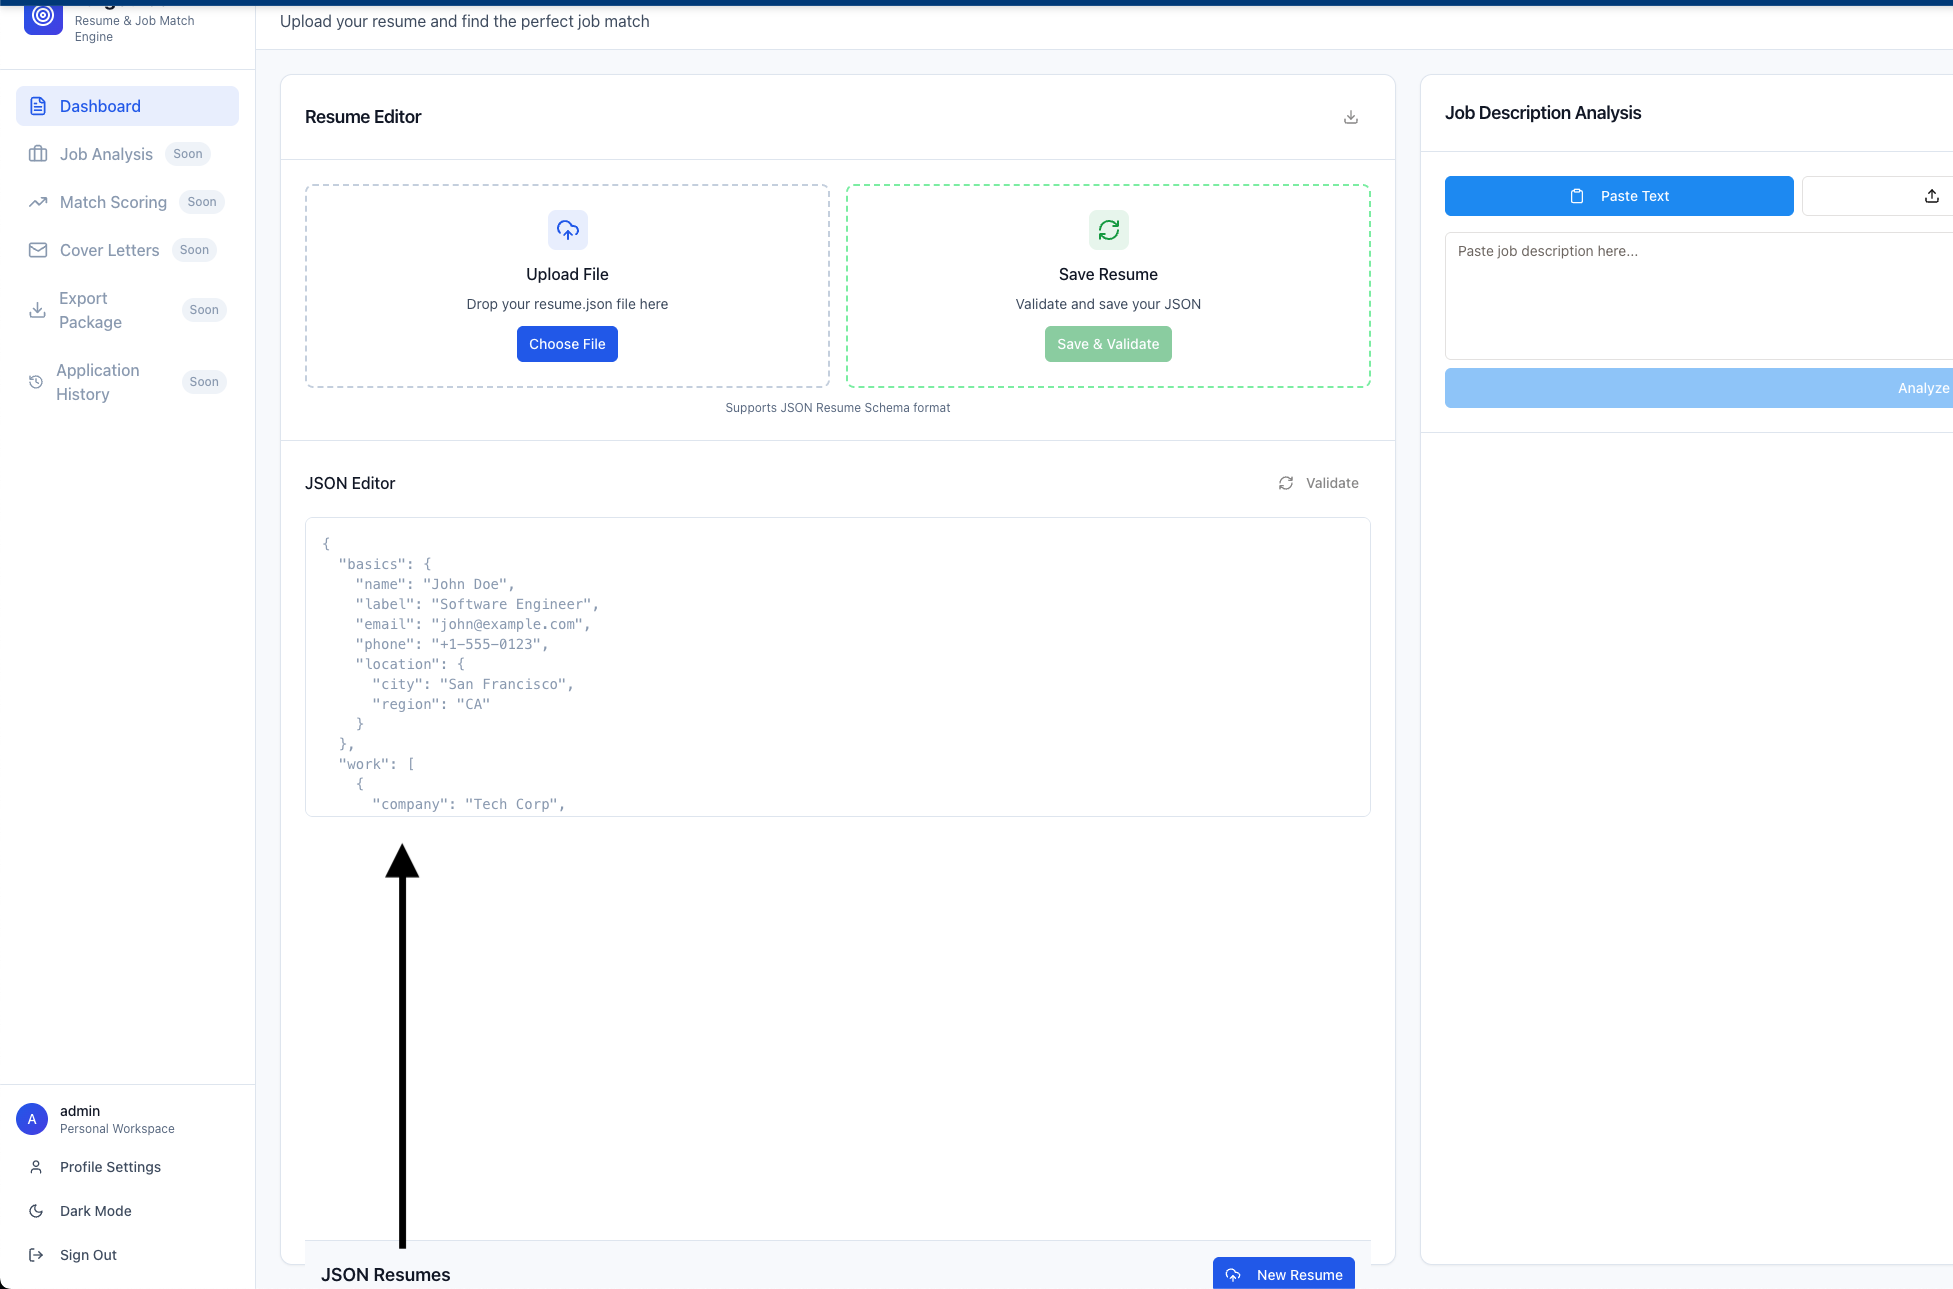 Resume & Job Match
Engine
Upload your resume and find the perfect job match
Dashboard
Job Analysis Soon
Match Scoring Soon
Cover Letters Soon
Export
Package
Soon
Application
History
Soon
admin
A
Personal Workspace
Profile Settings
Dark Mode
Sign Out
Resume Editor
Upload File
Drop your resume.json file here
Choose File
Save Resume
Validate and save your JSON
Save & Validate
Supports JSON Resume Schema format
JSON Editor
Validate
{
"basics": {
"name": "John Doe",
"label": "Software Engineer",
"email": "john@example.com",
"phone": "+1-555-0123",
"location": {
"city": "San Francisco",
"region": "CA"
}
},
"work": [
{
"company": "Tech Corp",
JSON Resumes
New Resume
Job Description Analysis
Paste Text
Paste job description here...
Analyze